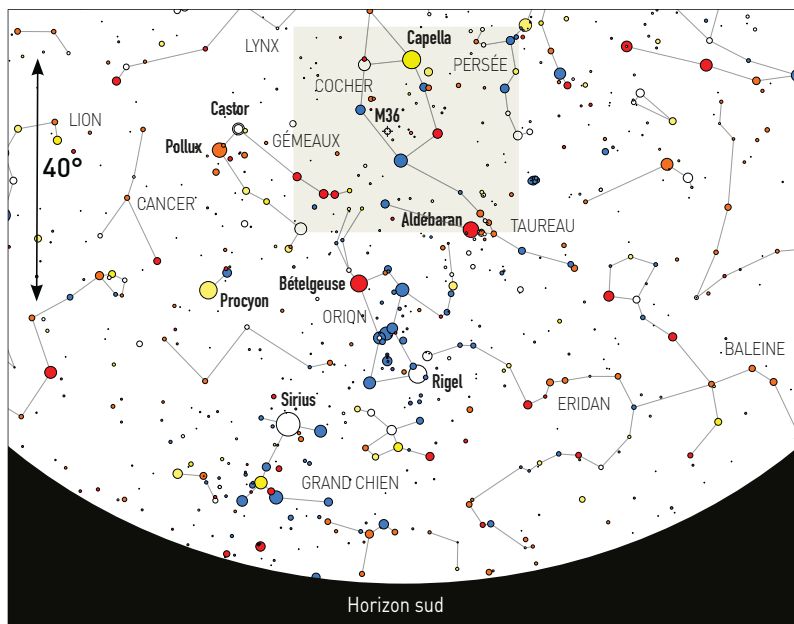 Capella
LYNX
PERSÉE
COCHER
Castor
M36
LION
Pollux
GÉMEAUX
40°
CANCER
Aldébaran
TAUREAU
Bételgeuse
Procyon
ORION
BALEINE
Rigel
Sirius
ERIDAN
GRAND CHIEN
Horizon sud